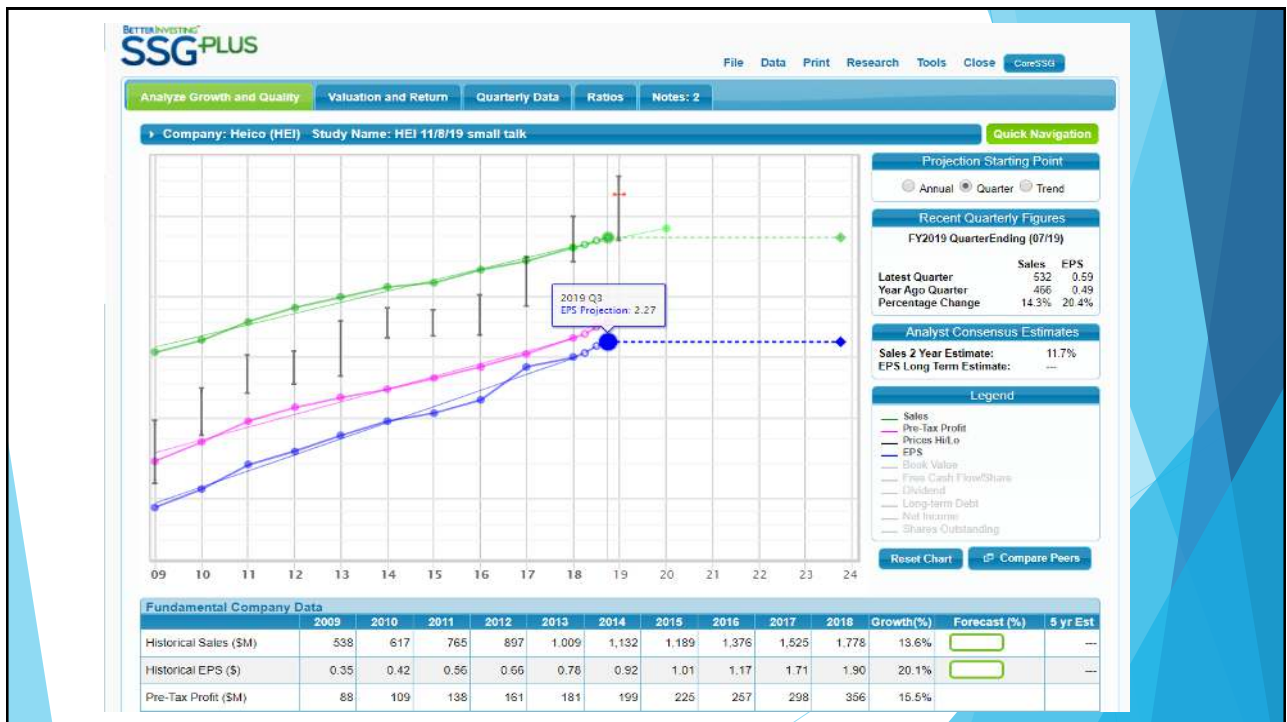 BETTERINVESTING™
SSG-PLUS
File Data Print Research Tools Close CoreSSG
Analyze Growth and Quality Valuation and Return Quarterly Data Ratios Notes: 2
Company: Heico (HEI) Study Name: HEI 11/8/19 small talk Quick Navigation
Projection Starting Point
Annual Quarter Trend
Recent Quarterly Figures
FY2019 QuarterEnding (07/19)
Sales EPS
Latest Quarter 532 0.59
Year Ago Quarter 466 0.49
Percentage Change 14.3% 20.4%
2019 Q3
EPS Projection: 2.27
Analyst Consensus Estimates
Sales 2 Year Estimate: 11.7%
EPS Long Term Estimate: ---
Legend
Sales
Pre-Tax Profit
Prices Hi/Lo
EPS
Book Value
Free Cash Flow/Share
Dividend
Long-term Debt
Net Income
Shares Outstanding
Reset Chart Compare Peers
09 10 11 12 13 14 15 16 17 18 19 20 21 22 23 24
Fundamental Company Data
2009 2010 2011 2012 2013 2014 2015 2016 2017 2018 Growth(%) Forecast (%) 5 yr Est
Historical Sales ($M) 538 617 765 897 1,009 1,132 1,189 1,376 1,525 1,778 13.6% ---
Historical EPS ($) 0.35 0.42 0.56 0.66 0.78 0.92 1.01 1.17 1.71 1.90 20.1% ---
Pre-Tax Profit ($M) 88 109 138 161 181 199 225 257 298 356 15.5%